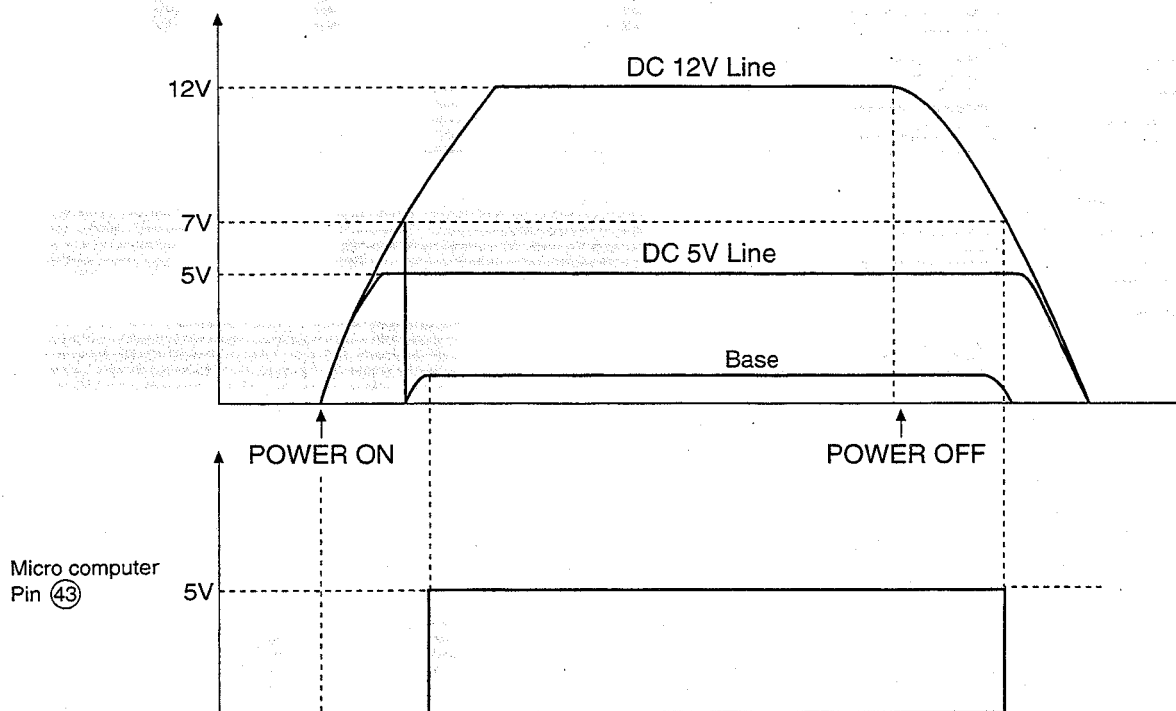 DC 12V Line
12V
7V
DC 5V Line
5V
Base
POWER ON
POWER OFF
Micro computer
Pin 43
5V